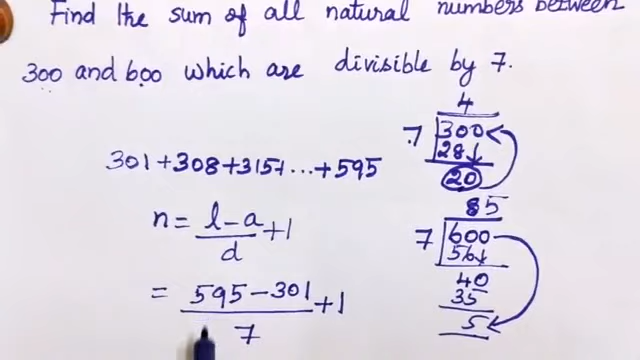 Find the sum of all natural numbers between
300 and 600 which are divisible by 7.
301+308+315+...+595
n = l-a/d +1
= 595-301/7 +1
4
7 300
28
20
85
7 600
56
40
35
5